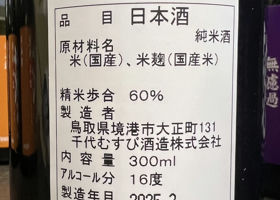 品目 日本酒
純米酒
原材料名
米(国産)、米麹(国産米)
精米歩合 60%
製造者
鳥取県境港市大正町131
千代むすび酒造株式会社
内容量 300ml
アルコール分 16度
製造年月 2025.2
無濾過